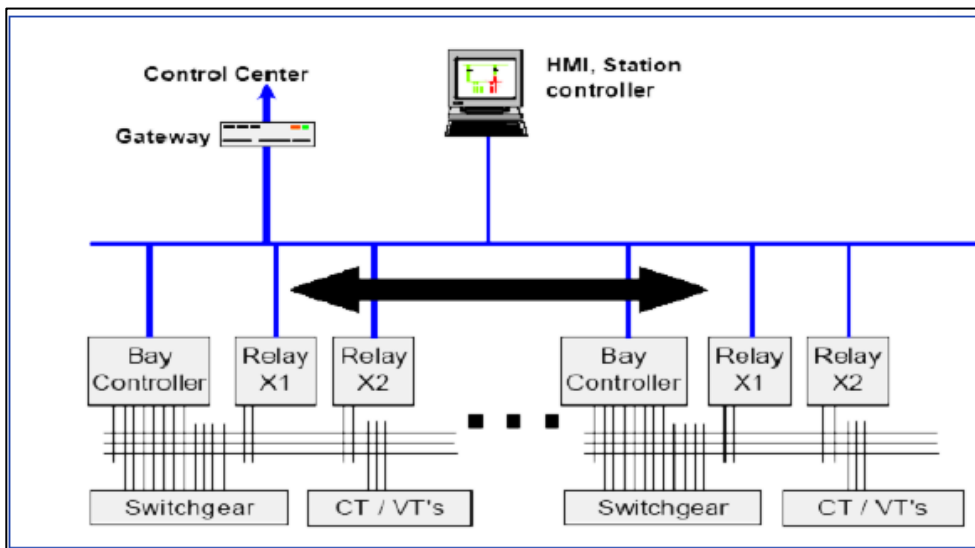 Control Center
HMI, Station
controller
Gateway
Bay
Controller
Relay
X1
Relay
X2
Bay
Controller
Relay
X1
Relay
X2
Switchgear
CT / VT's
Switchgear
CT / VT's